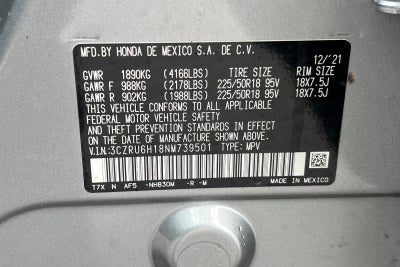 MFD.BY HONDA DE MEXICO S.A. DE C.V.
12/'21
GVWR 1890KG (4166LBS) TIRE SIZE RIM SIZE
GAWR F 988KG (2178LBS) 225/50R18 95V 18X7.5J
GAWR R 902KG (1988LBS) 225/50R18 95V 18X7.5J
THIS VEHICLE CONFORMS TO ALL APPLICABLE
FEDERAL MOTOR VEHICLE SAFETY
AND THEFT PREVENTION STANDARDS IN EFFECT
ON THE DATE OF MANUFACTURE SHOWN ABOVE.
V.I.N:3CZRU6H18NM739501 TYPE: MPV
T7X N AF5 -NH830M -R -M
MADE IN MEXICO